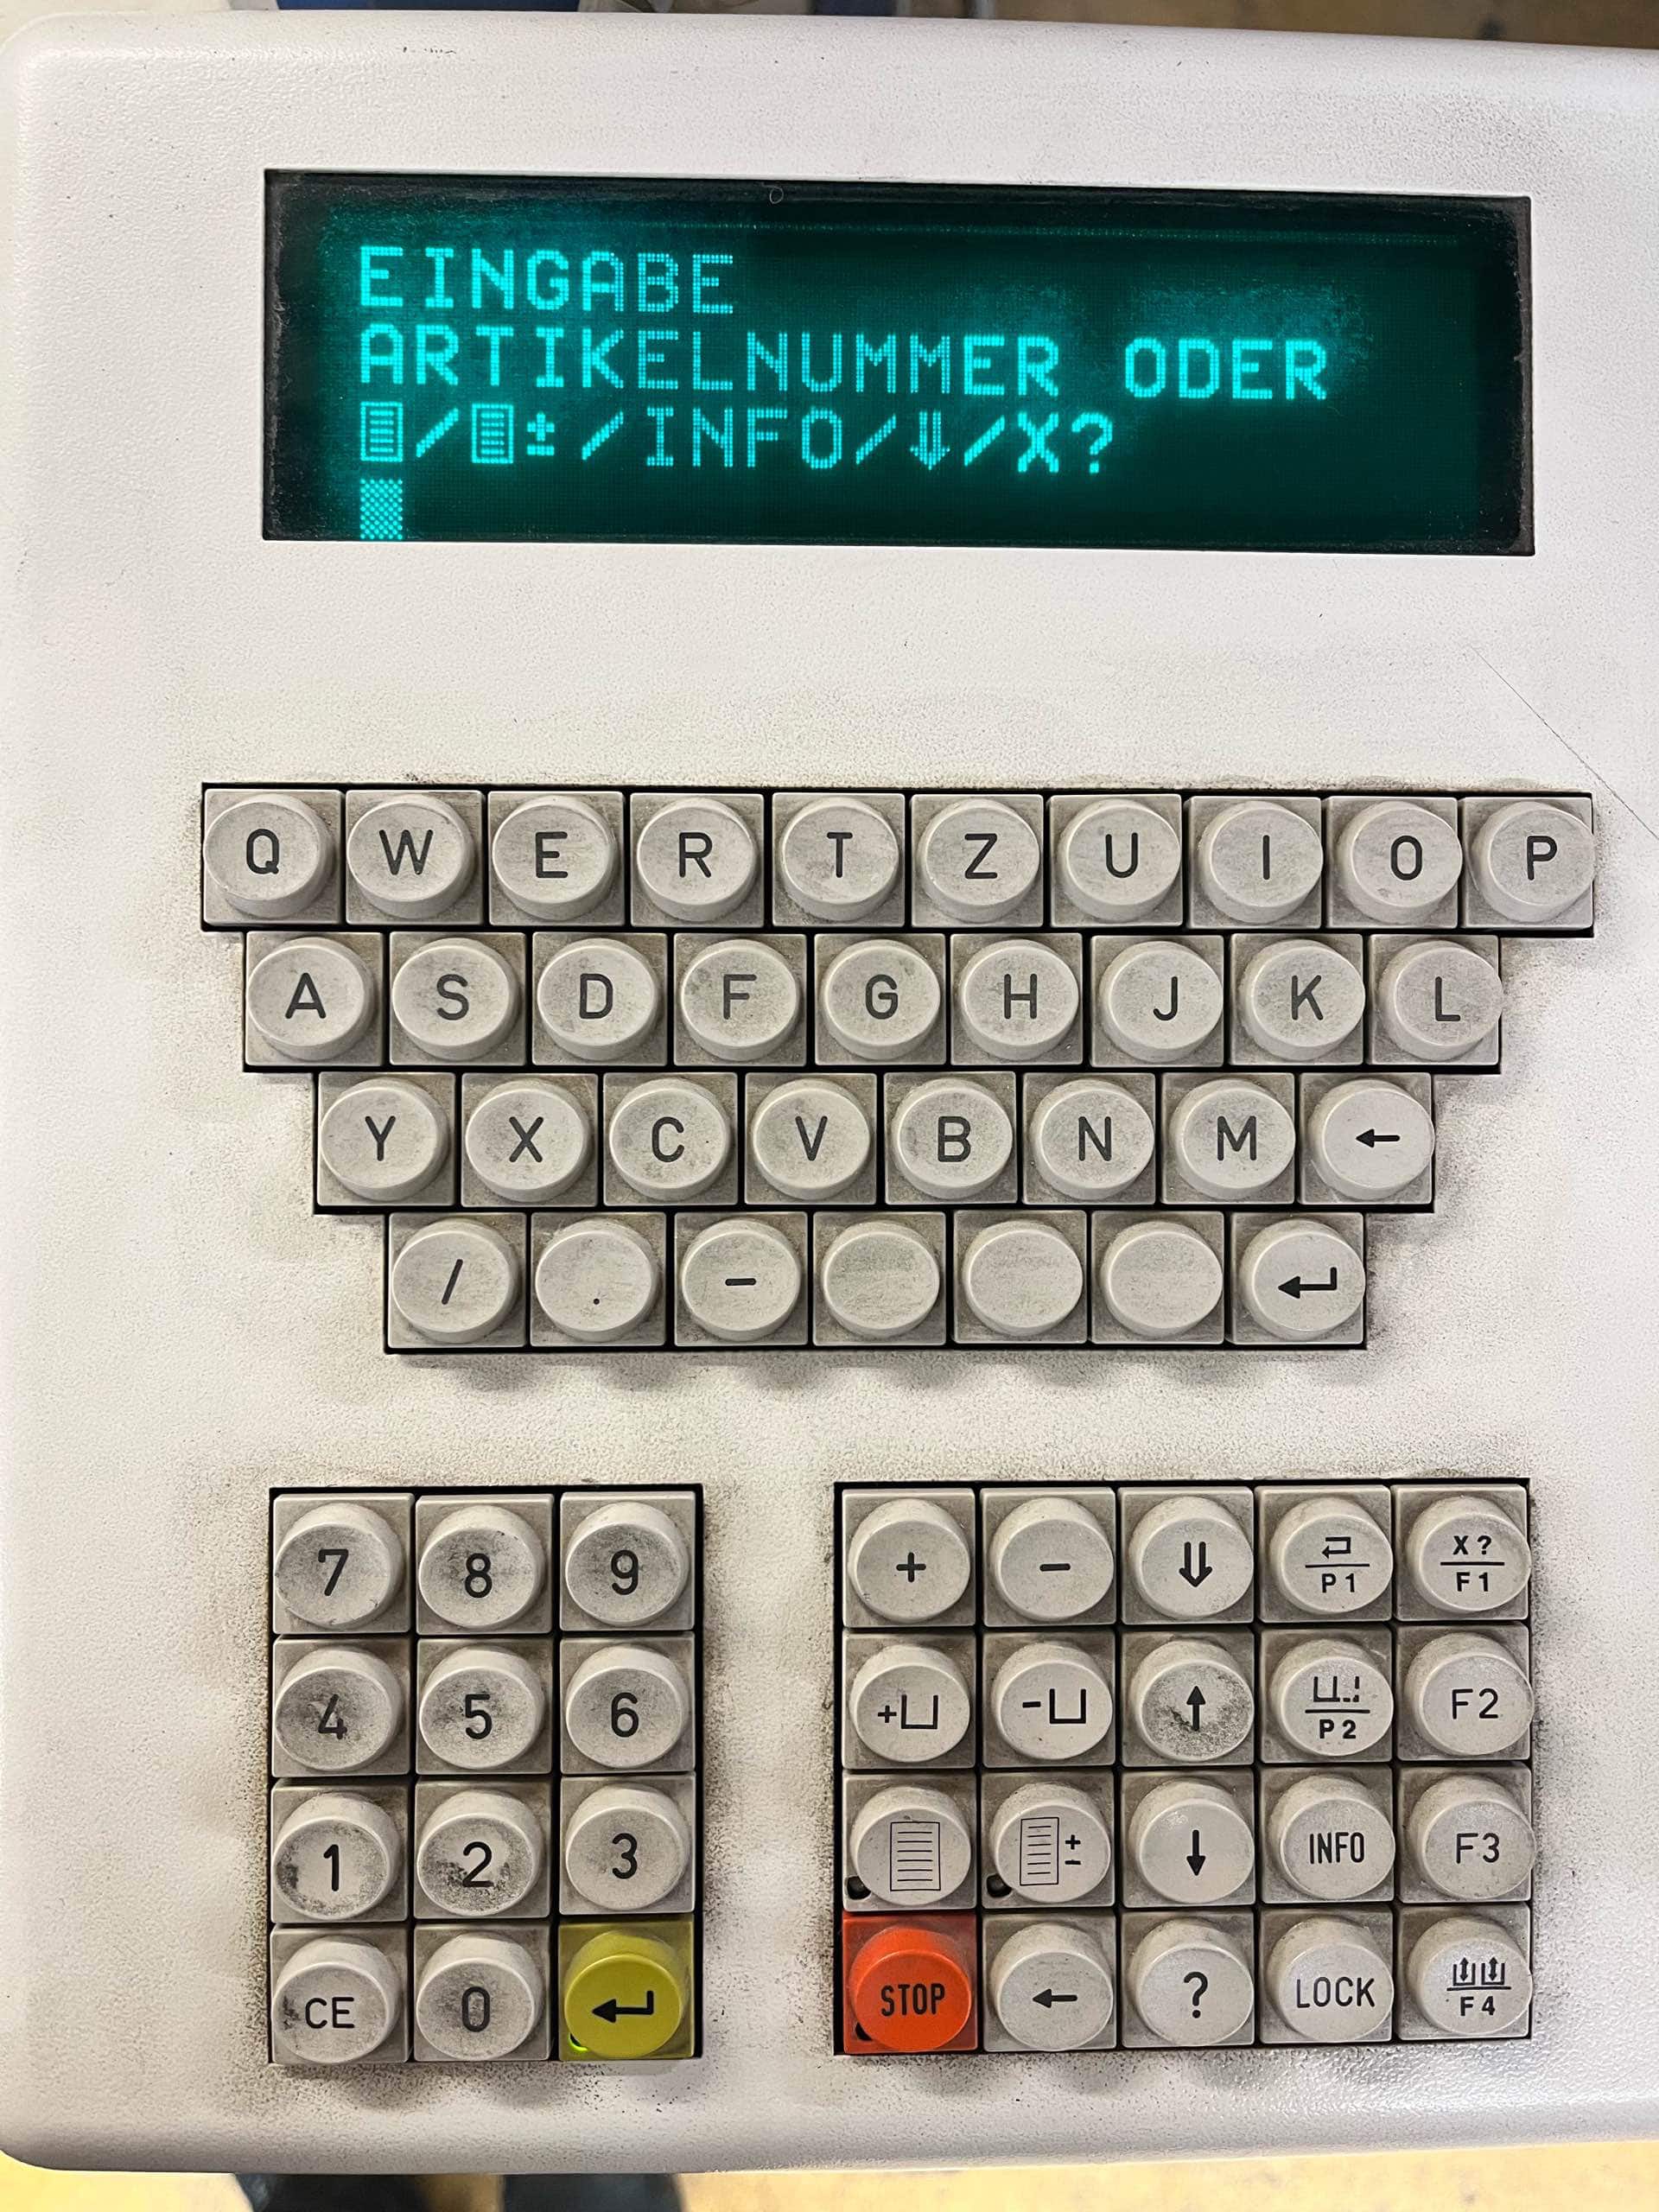 EINGABE
ARTIKELNUMMER ODER
/ ± / INFO/⇓/X?
Q W E R T Z U I O P
A S D F G H J K L
Y X C V B N M ←
/ . - ↵
7 8 9
4 5 6
1 2 3
CE 0 ↵
+ - ⇓ P1 X? F1
+⊔ -⊔ ↑ P2 F2
± ↓ INFO F3
STOP ← ? LOCK F4